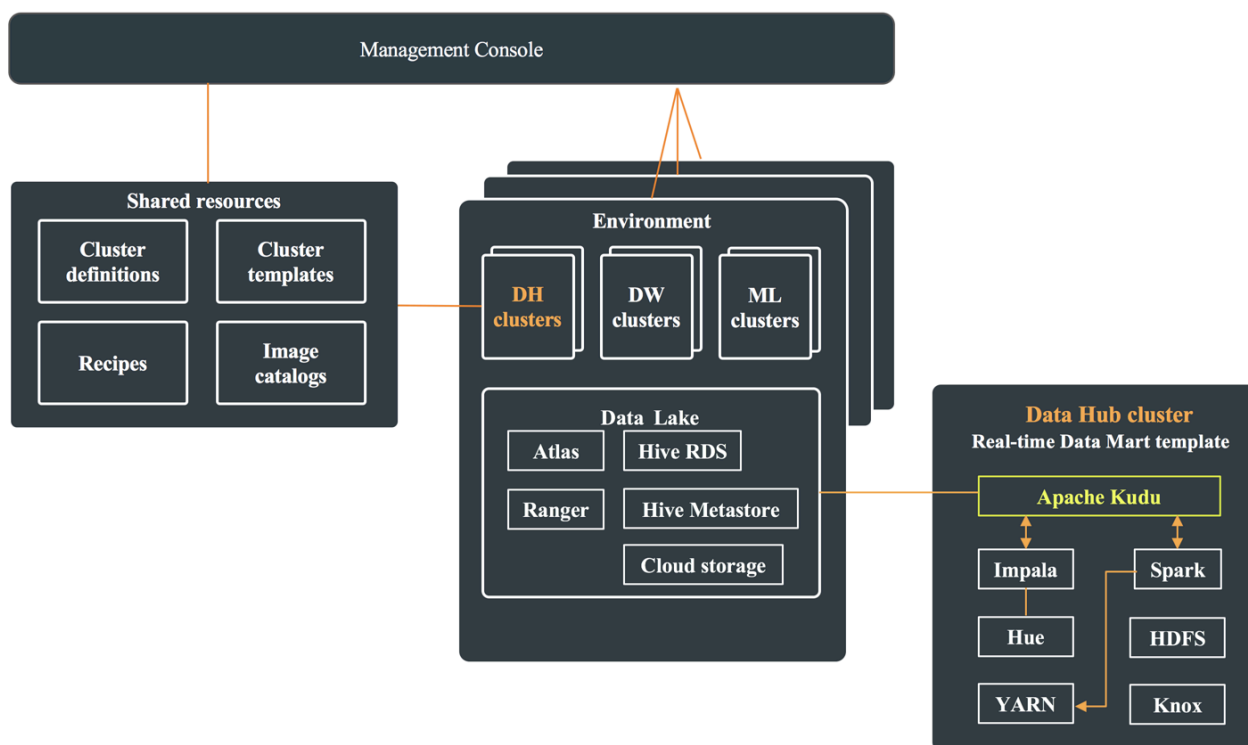 Management Console
Shared resources
Cluster
definitions
Cluster
templates
Recipes
Image
catalogs
Environment
DH
clusters
DW
clusters
ML
clusters
Data Lake
Atlas
Hive RDS
Ranger
Hive Metastore
Cloud storage
Data Hub cluster
Real-time Data Mart template
Apache Kudu
Impala
Spark
Hue
HDFS
YARN
Knox